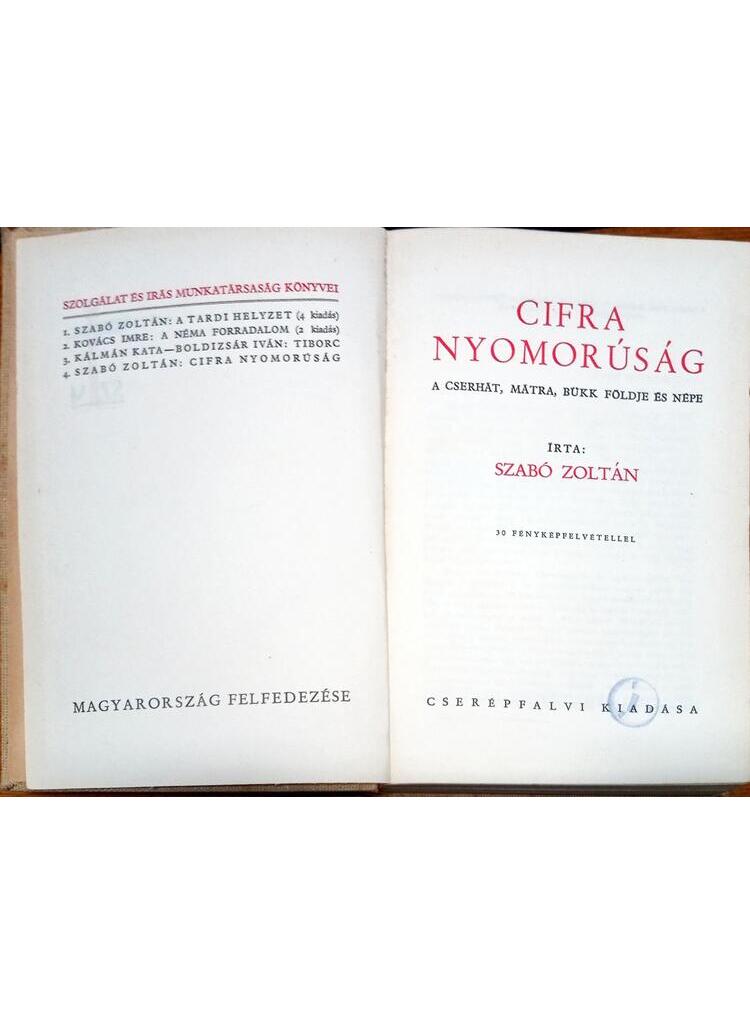 SZOLGÁLAT ÉS IRÁS MUNKATÁRSASÁG KÖNYVEI
1. SZABÓ ZOLTÁN: A TARDI HELYZET (4 kiadás)
2. KOVÁCS IMRE: A NÉMA FORRADALOM (2 kiadás)
3. KÁLMÁN KATA—BOLDIZSÁR IVÁN: TIBORC
4. SZABÓ ZOLTÁN: CIFRA NYOMORÚSÁG
MAGYARORSZÁG FELFEDEZÉSE
CIFRA
NYOMORÚSÁG
A CSERHÁT, MÁTRA, BÜKK FÖLDJE ÉS NÉPE
ÍRTA:
SZABÓ ZOLTÁN
30 FÉNYKÉPFELVÉTELLEL
CSERÉPFALVI KIADÁSA